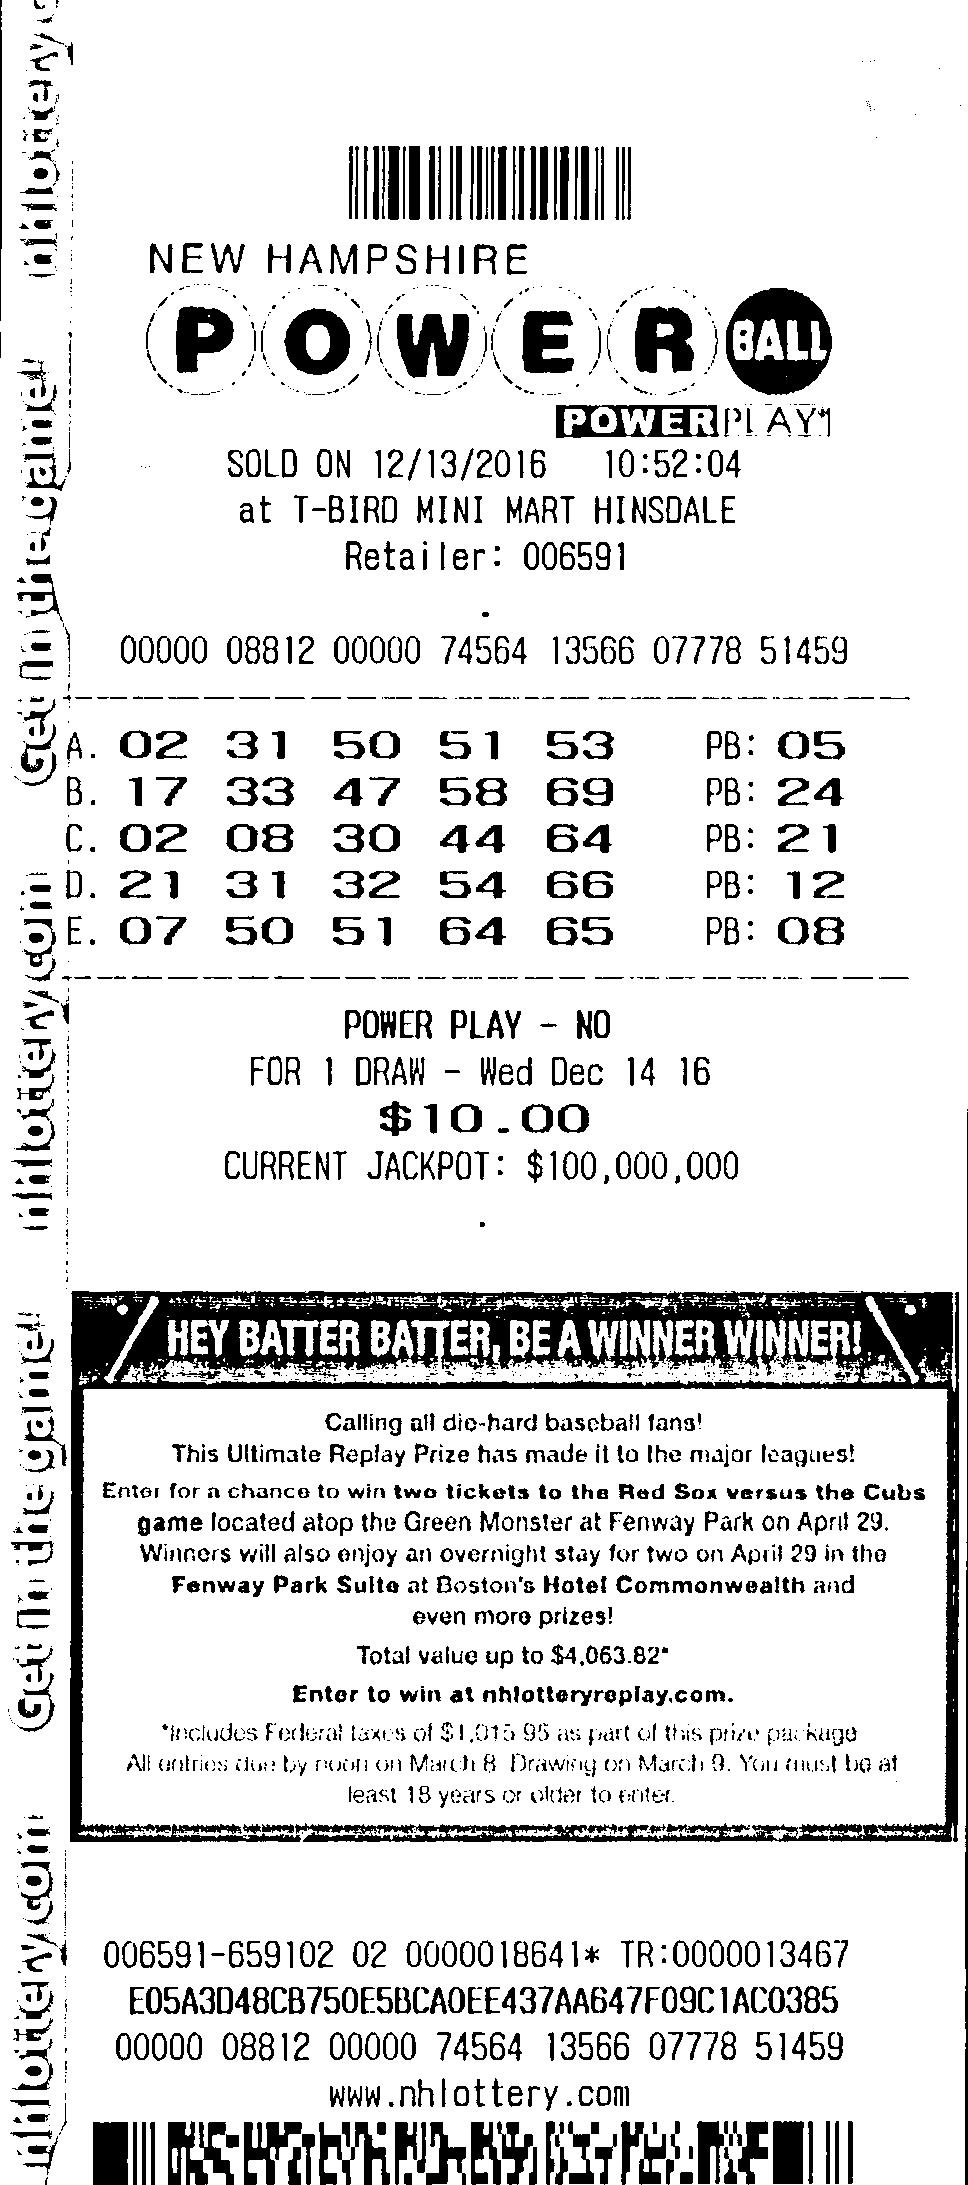 NEW HAMPSHIRE
POWER BALL
POWERPLAY
SOLD ON 12/13/2016 10:52:04
at T-BIRD MINI MART HINSDALE
Retailer: 006591
00000 08812 00000 74564 13566 07778 51459
A. 02 31 50 51 53 PB: 05
B. 17 33 47 58 69 PB: 24
C. 02 08 30 44 64 PB: 21
D. 21 31 32 54 66 PB: 12
E. 07 50 51 64 65 PB: 08
POWER PLAY - NO
FOR 1 DRAW - Wed Dec 14 16
$10.00
CURRENT JACKPOT: $100,000,000
HEY BATTER BATTER, BE A WINNER WINNER!
Calling all die-hard baseball fans!
This Ultimate Replay Prize has made it to the major leagues!
Enter for a chance to win two tickets to the Red Sox versus the Cubs
game located atop the Green Monster at Fenway Park on April 29.
Winners will also enjoy an overnight stay for two on April 29 in the
Fenway Park Suite at Boston's Hotel Commonwealth and
even more prizes!
Total value up to $4,063.82*
Enter to win at nhlotteryreplay.com.
*Includes Federal taxes of $1,015.95 as part of this prize package
All entries due by noon on March 8. Drawing on March 9. You must be at
least 18 years or older to enter.
006591-659102 02 0000018641* TR:0000013467
E05A3D48CB750E5BCA0EE437AA647F09C1AC0385
00000 08812 00000 74564 13566 07778 51459
www.nhlottery.com
nhlottery.com Get in the game! nhlottery.com Get in the game! nhlottery